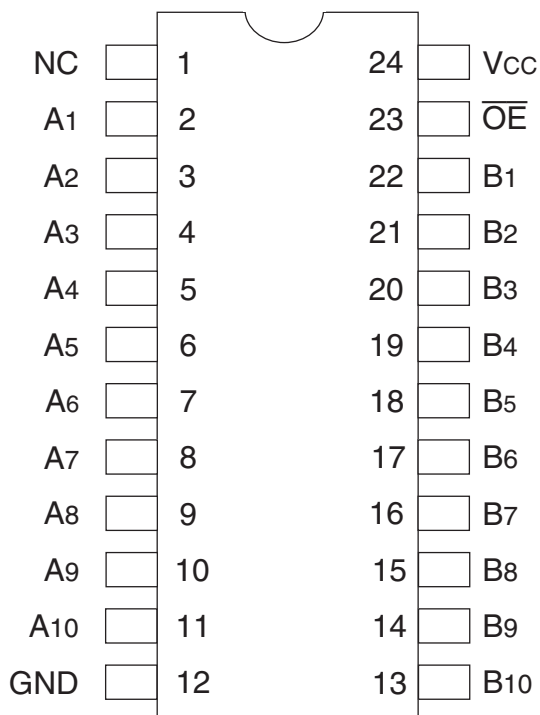 NC 1 24 VCC
A1 2 23 O̅E̅
A2 3 22 B1
A3 4 21 B2
A4 5 20 B3
A5 6 19 B4
A6 7 18 B5
A7 8 17 B6
A8 9 16 B7
A9 10 15 B8
A10 11 14 B9
GND 12 13 B10